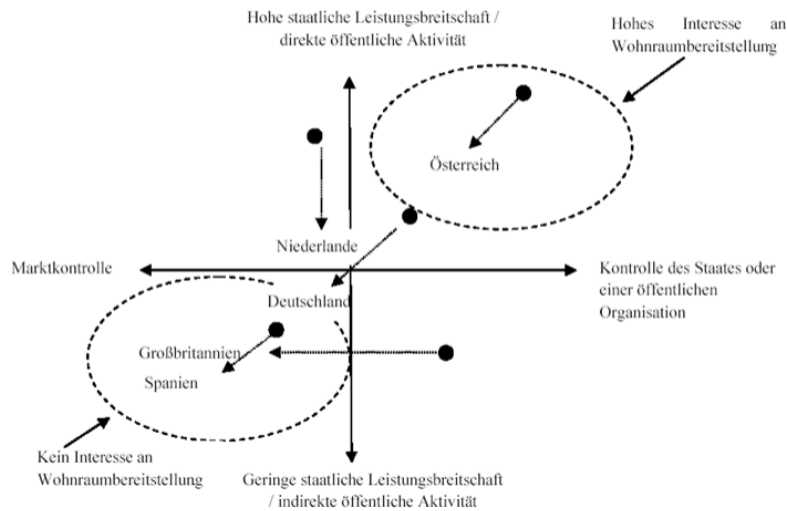 Hohe staatliche Leistungsbreitschaft /
direkte öffentliche Aktivität
Hohes Interesse an
Wohnraumbereitstellung
Österreich
Niederlande
Marktkontrolle
Kontrolle des Staates oder
einer öffentlichen
Organisation
Deutschland
Großbritannien
Spanien
Kein Interesse an
Wohnraumbereitstellung
Geringe staatliche Leistungsbreitschaft
/ indirekte öffentliche Aktivität